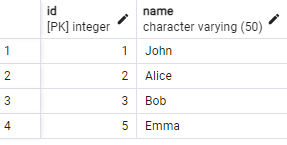 id name
[PK] integer character varying (50)
1 1 John
2 2 Alice
3 3 Bob
4 5 Emma